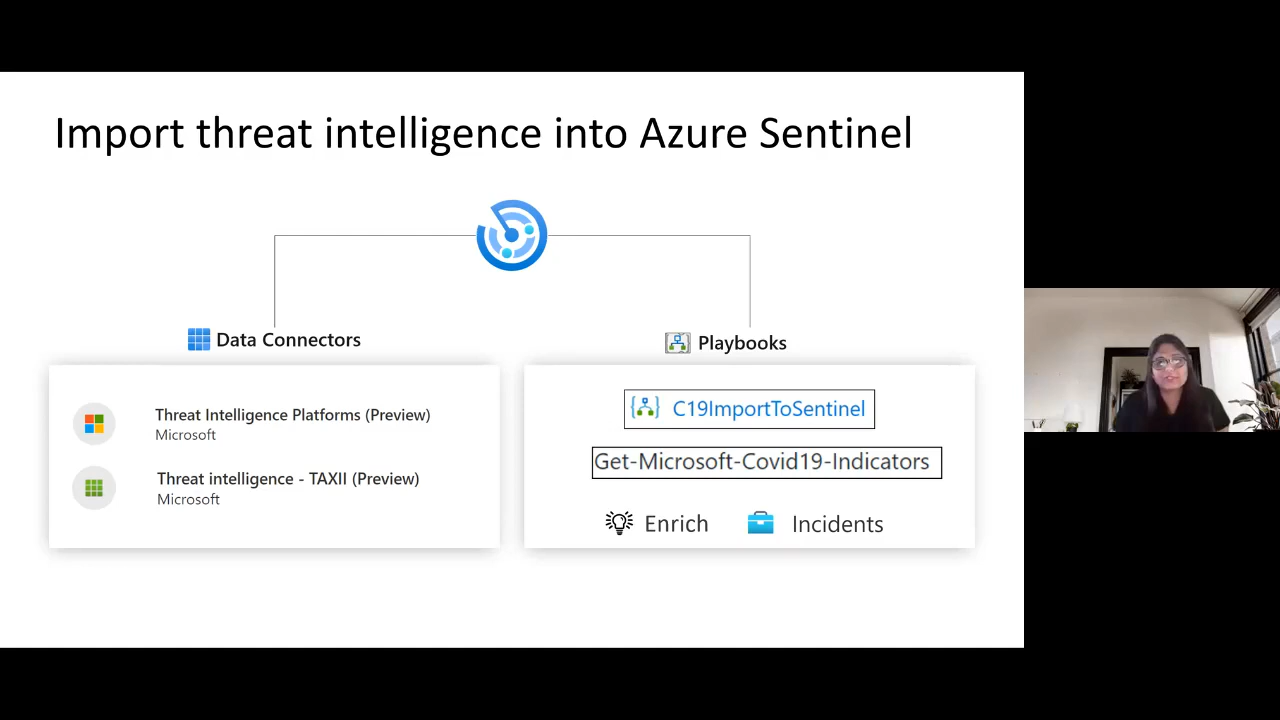 Import threat intelligence into Azure Sentinel
Data Connectors
Threat Intelligence Platforms (Preview)
Microsoft
Threat intelligence - TAXII (Preview)
Microsoft
Playbooks
C19ImportToSentinel
Get-Microsoft-Covid19-Indicators
Enrich Incidents